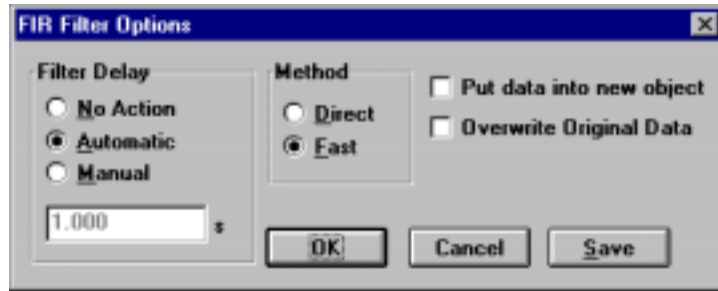 FIR Filter Options
Filter Delay
No Action
Automatic
Manual
1.000 s
Method
Direct
Fast
Put data into new object
Overwrite Original Data
OK
Cancel
Save